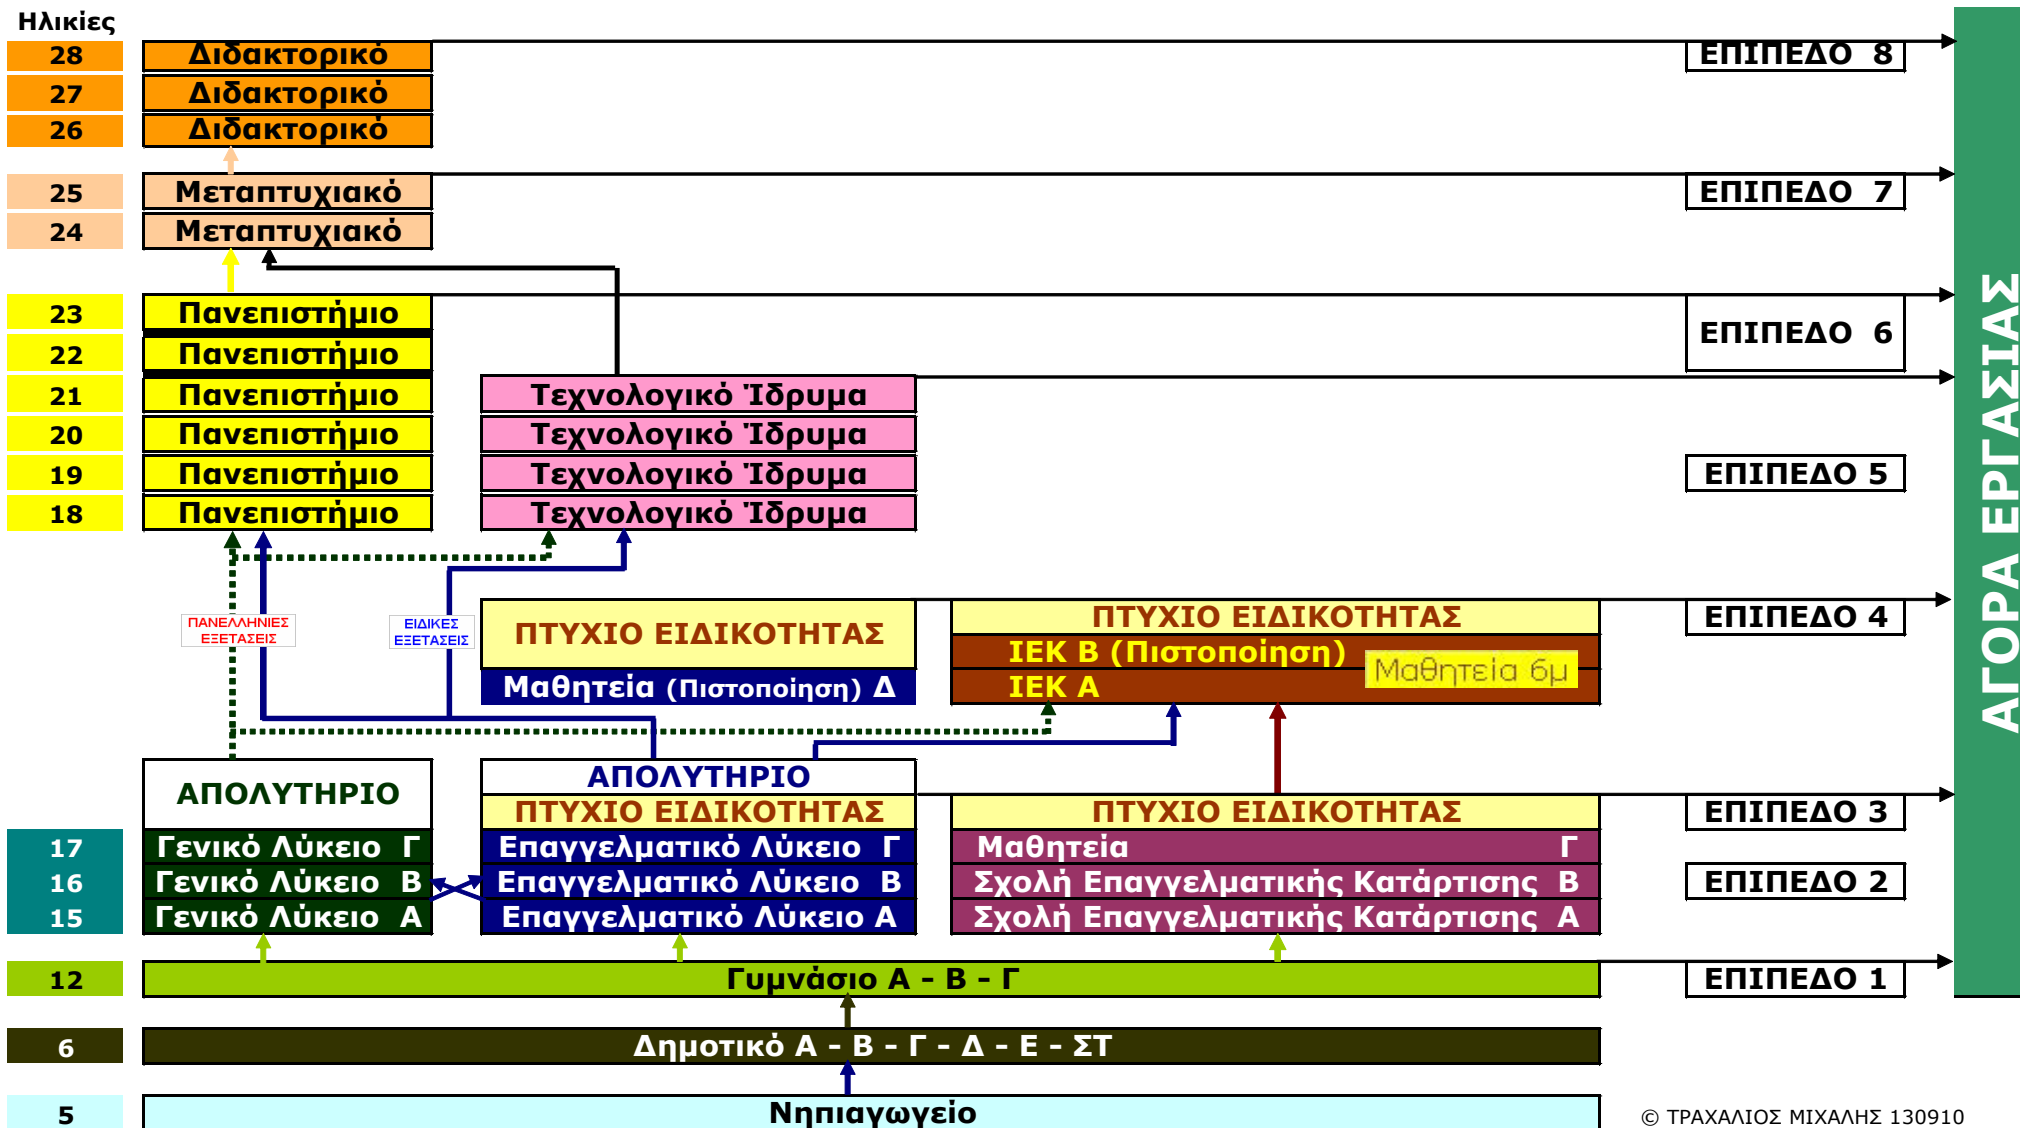 Ηλικίες
28 Διδακτορικό ΕΠΙΠΕΔΟ 8
27 Διδακτορικό
26 Διδακτορικό
25 Μεταπτυχιακό ΕΠΙΠΕΔΟ 7
24 Μεταπτυχιακό
23 Πανεπιστήμιο ΕΠΙΠΕΔΟ 6
22 Πανεπιστήμιο
21 Πανεπιστήμιο Τεχνολογικό Ίδρυμα
20 Πανεπιστήμιο Τεχνολογικό Ίδρυμα
19 Πανεπιστήμιο Τεχνολογικό Ίδρυμα ΕΠΙΠΕΔΟ 5
18 Πανεπιστήμιο Τεχνολογικό Ίδρυμα
ΠΑΝΕΛΛΗΝΙΕΣ
ΕΞΕΤΑΣΕΙΣ
ΕΙΔΙΚΕΣ
ΕΞΕΤΑΣΕΙΣ
ΠΤΥΧΙΟ ΕΙΔΙΚΟΤΗΤΑΣ
Μαθητεία (Πιστοποίηση) Δ
ΠΤΥΧΙΟ ΕΙΔΙΚΟΤΗΤΑΣ ΕΠΙΠΕΔΟ 4
ΙΕΚ Β (Πιστοποίηση)
Μαθητεία 6μ
ΙΕΚ Α
ΑΠΟΛΥΤΗΡΙΟ
ΑΠΟΛΥΤΗΡΙΟ
ΠΤΥΧΙΟ ΕΙΔΙΚΟΤΗΤΑΣ ΠΤΥΧΙΟ ΕΙΔΙΚΟΤΗΤΑΣ ΕΠΙΠΕΔΟ 3
17 Γενικό Λύκειο Γ Επαγγελματικό Λύκειο Γ Μαθητεία Γ
16 Γενικό Λύκειο Β Επαγγελματικό Λύκειο Β Σχολή Επαγγελματικής Κατάρτισης Β ΕΠΙΠΕΔΟ 2
15 Γενικό Λύκειο Α Επαγγελματικό Λύκειο Α Σχολή Επαγγελματικής Κατάρτισης Α
12 Γυμνάσιο Α - Β - Γ ΕΠΙΠΕΔΟ 1
6 Δημοτικό Α - Β - Γ - Δ - Ε - ΣΤ
5 Νηπιαγωγείο
ΑΓΟΡΑ ΕΡΓΑΣΙΑΣ
© ΤΡΑΧΑΛΙΟΣ ΜΙΧΑΛΗΣ 130910